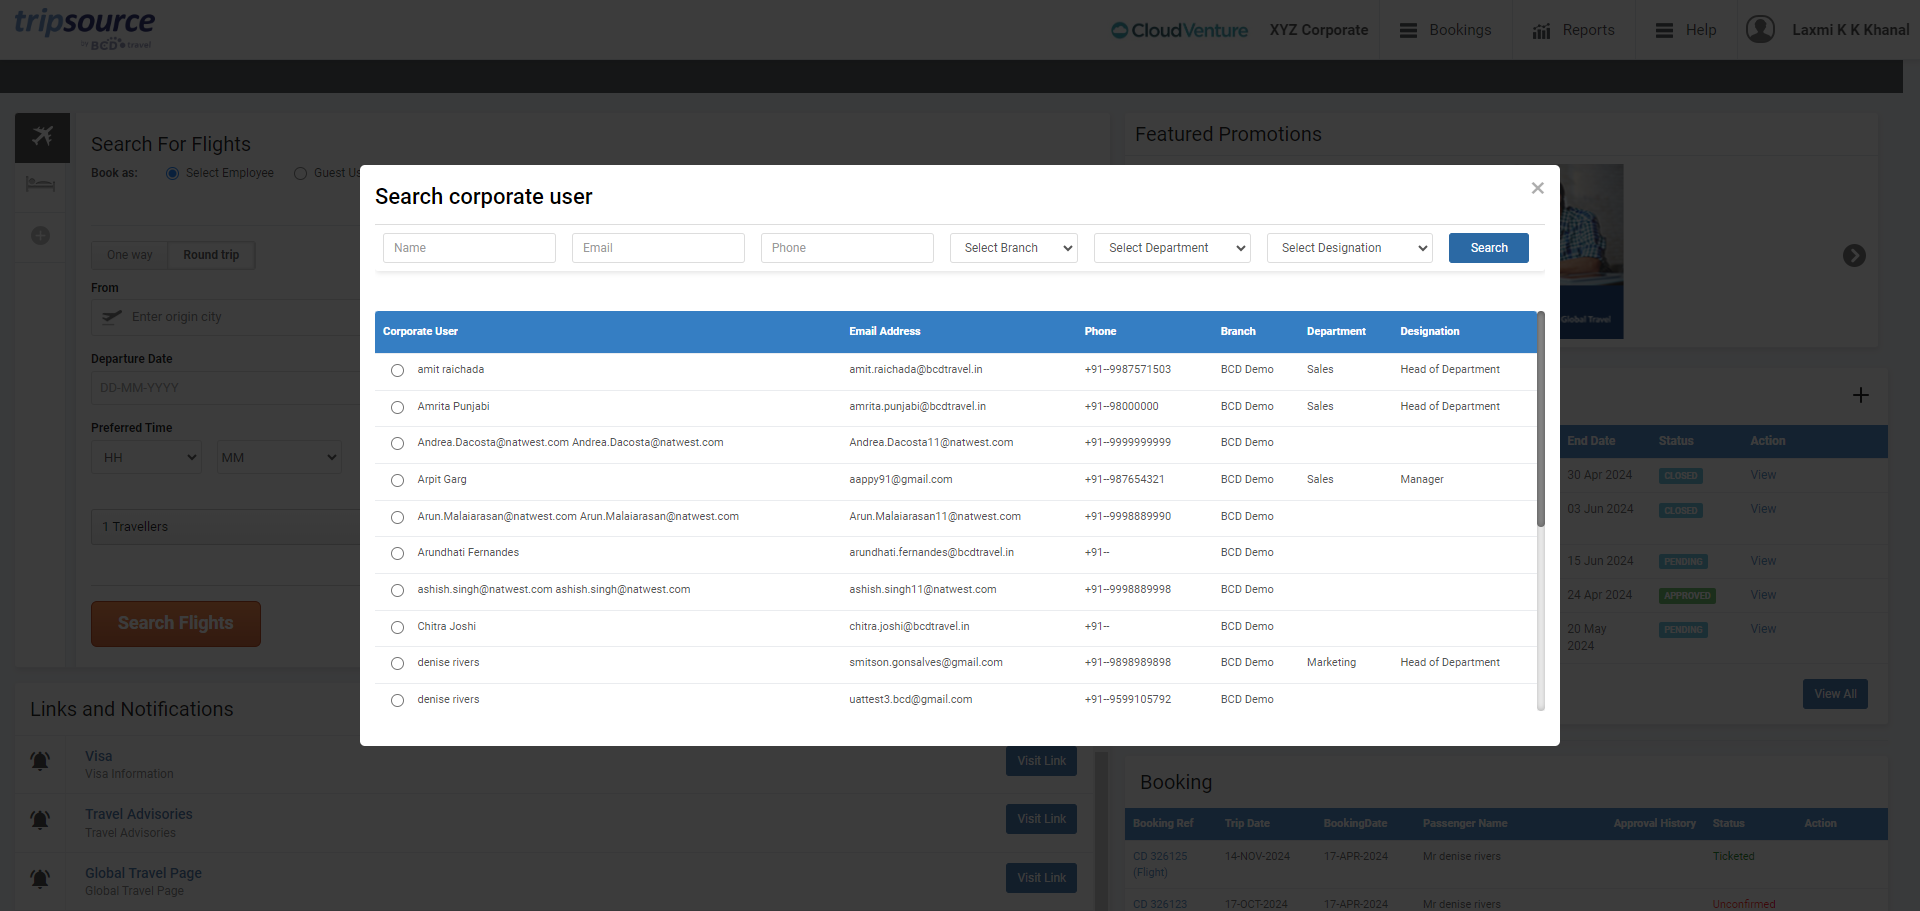 tripsource
by BCD travel
CloudVenture
XYZ Corporate
Bookings
Reports
Help
Laxmi K K Khanal
Search For Flights
Book as: Select Employee Guest Us
One way Round trip
From
Enter origin city
Departure Date
DD-MM-YYYY
Preferred Time
HH MM
1 Travellers
Search Flights
Featured Promotions
Global Travel
Search corporate user
×
Name Email Phone Select Branch Select Department Select Designation Search
Corporate User Email Address Phone Branch Department Designation
amit raichada amit.raichada@bcdtravel.in +91--9987571503 BCD Demo Sales Head of Department
Amrita Punjabi amrita.punjabi@bcdtravel.in +91--98000000 BCD Demo Sales Head of Department
Andrea.Dacosta@natwest.com Andrea.Dacosta@natwest.com Andrea.Dacosta11@natwest.com +91--9999999999 BCD Demo
Arpit Garg aappy91@gmail.com +91--987654321 BCD Demo Sales Manager
Arun.Malaiarasan@natwest.com Arun.Malaiarasan@natwest.com Arun.Malaiarasan11@natwest.com +91--9998889990 BCD Demo
Arundhati Fernandes arundhati.fernandes@bcdtravel.in +91-- BCD Demo
ashish.singh@natwest.com ashish.singh@natwest.com ashish.singh11@natwest.com +91--9998889998 BCD Demo
Chitra Joshi chitra.joshi@bcdtravel.in +91-- BCD Demo
denise rivers smitson.gonsalves@gmail.com +91--9898989898 BCD Demo Marketing Head of Department
denise rivers uattest3.bcd@gmail.com +91--9599105792 BCD Demo
End Date Status Action
30 Apr 2024 CLOSED View
03 Jun 2024 CLOSED View
15 Jun 2024 PENDING View
24 Apr 2024 APPROVED View
20 May 2024 PENDING View
View All
Links and Notifications
Visa
Visa Information
Visit Link
Travel Advisories
Travel Advisories
Visit Link
Global Travel Page
Global Travel Page
Visit Link
Booking
Booking Ref Trip Date BookingDate Passenger Name Approval History Status Action
CD 326125 14-NOV-2024 17-APR-2024 Mr denise rivers Ticketed
(Flight)
CD 326123 17-OCT-2024 17-APR-2024 Mr denise rivers Unconfirmed